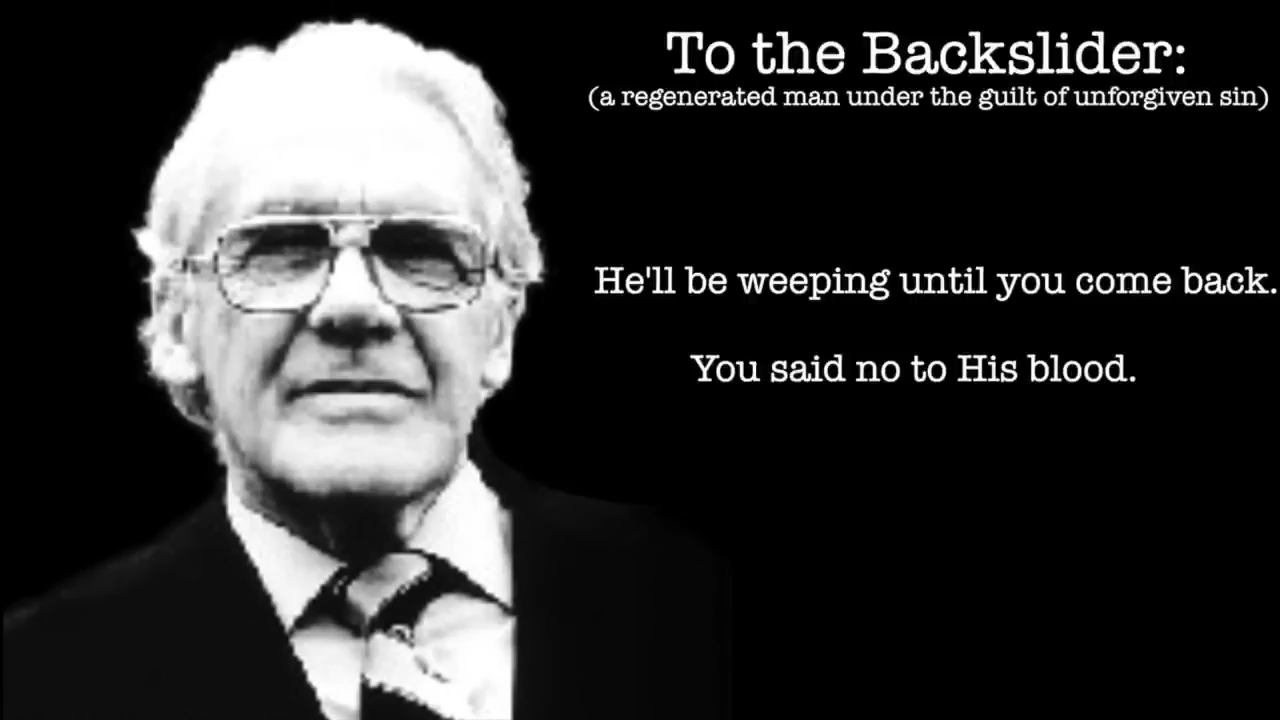 To the Backslider:
(a regenerated man under the guilt of unforgiven sin)
He'll be weeping until you come back.
You said no to His blood.